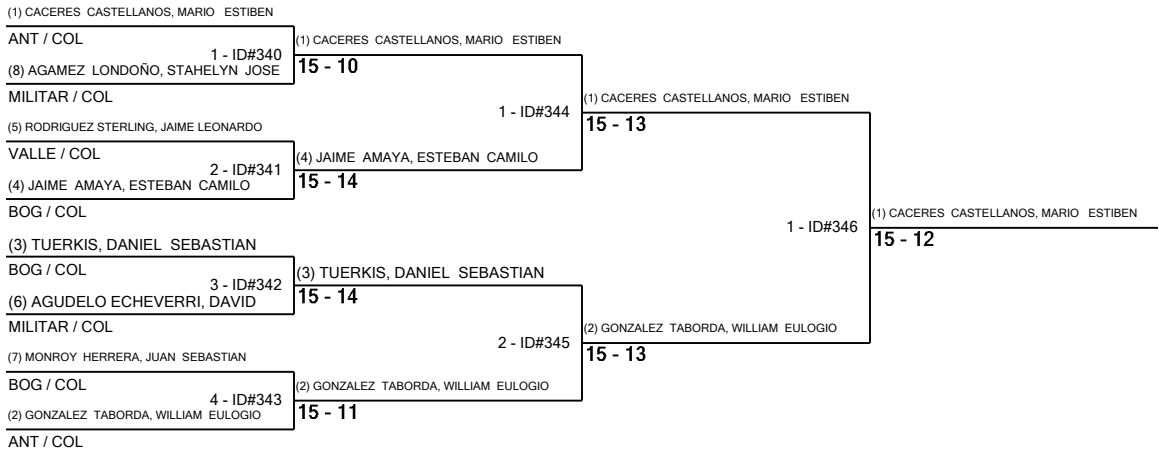 (1) CACERES CASTELLANOS, MARIO ESTIBEN
ANT / COL
1 - ID#340
(8) AGAMEZ LONDOÑO, STAHELYN JOSE
MILITAR / COL
(5) RODRIGUEZ STERLING, JAIME LEONARDO
VALLE / COL
2 - ID#341
(4) JAIME AMAYA, ESTEBAN CAMILO
BOG / COL
(3) TUERKIS, DANIEL SEBASTIAN
BOG / COL
3 - ID#342
(6) AGUDELO ECHEVERRI, DAVID
MILITAR / COL
(7) MONROY HERRERA, JUAN SEBASTIAN
BOG / COL
4 - ID#343
(2) GONZALEZ TABORDA, WILLIAM EULOGIO
ANT / COL
(1) CACERES CASTELLANOS, MARIO ESTIBEN
15 - 10
1 - ID#344
(4) JAIME AMAYA, ESTEBAN CAMILO
15 - 14
(3) TUERKIS, DANIEL SEBASTIAN
15 - 14
2 - ID#345
(2) GONZALEZ TABORDA, WILLIAM EULOGIO
15 - 11
(1) CACERES CASTELLANOS, MARIO ESTIBEN
15 - 13
1 - ID#346
(2) GONZALEZ TABORDA, WILLIAM EULOGIO
15 - 13
(1) CACERES CASTELLANOS, MARIO ESTIBEN
15 - 12